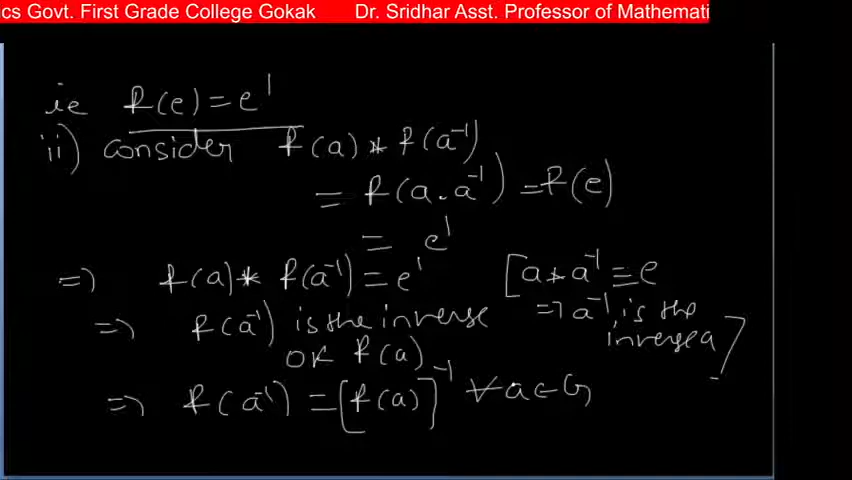 cs Govt. First Grade College Gokak Dr. Sridhar Asst. Professor of Mathemati
ie f(e) = e'
ii) consider f(a) * f(a⁻¹)
= f(a . a⁻¹) = f(e)
= e'
=> f(a) * f(a⁻¹) = e' [a * a⁻¹ = e
=> f(a⁻¹) is the inverse => a⁻¹ is the
of f(a) inverse a]
=> f(a⁻¹) = [f(a)]⁻¹ ∀ a ∈ G